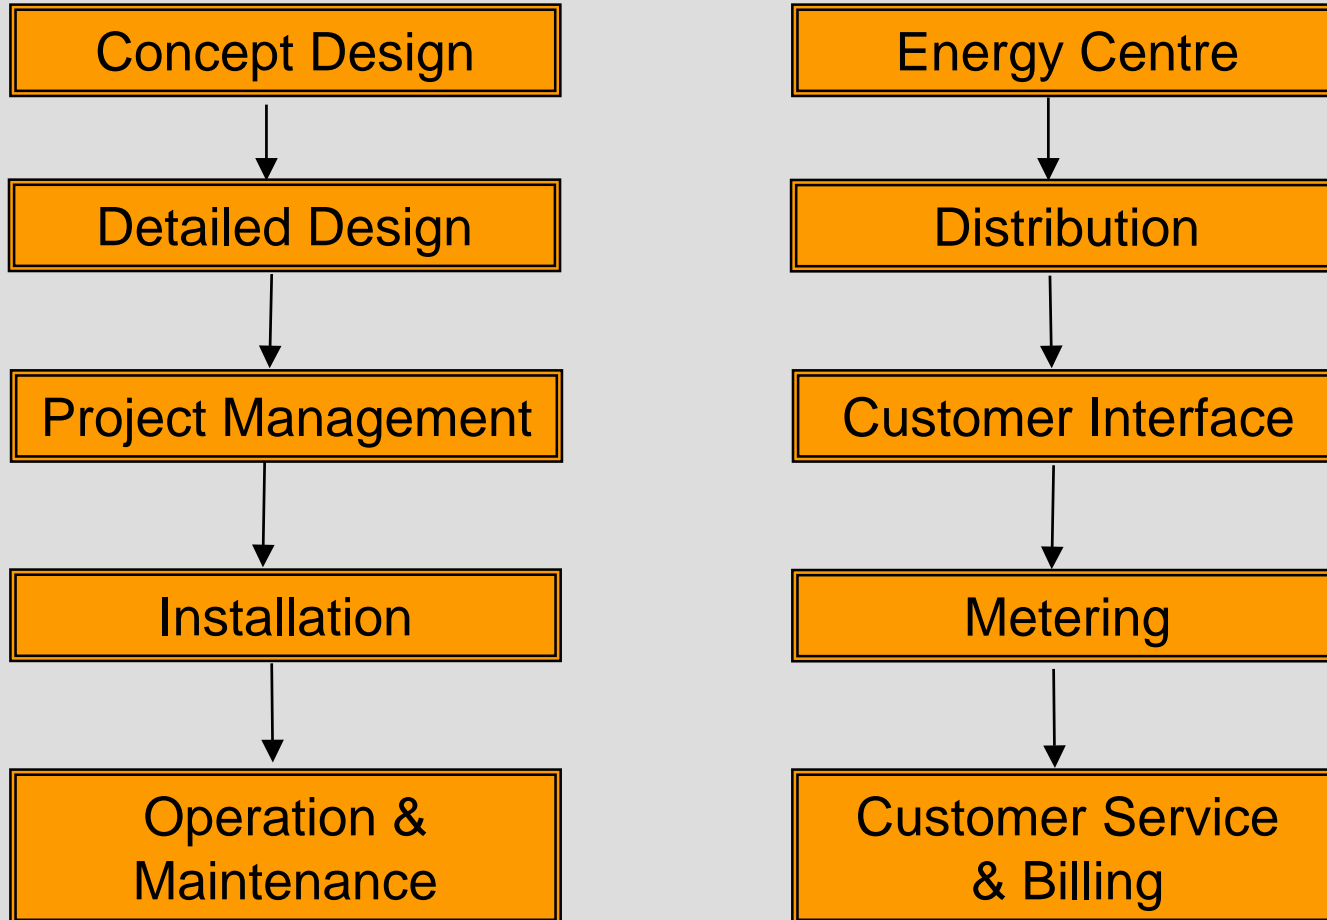 Concept Design
Detailed Design
Project Management
Installation
Operation &
Maintenance
Energy Centre
Distribution
Customer Interface
Metering
Customer Service
& Billing